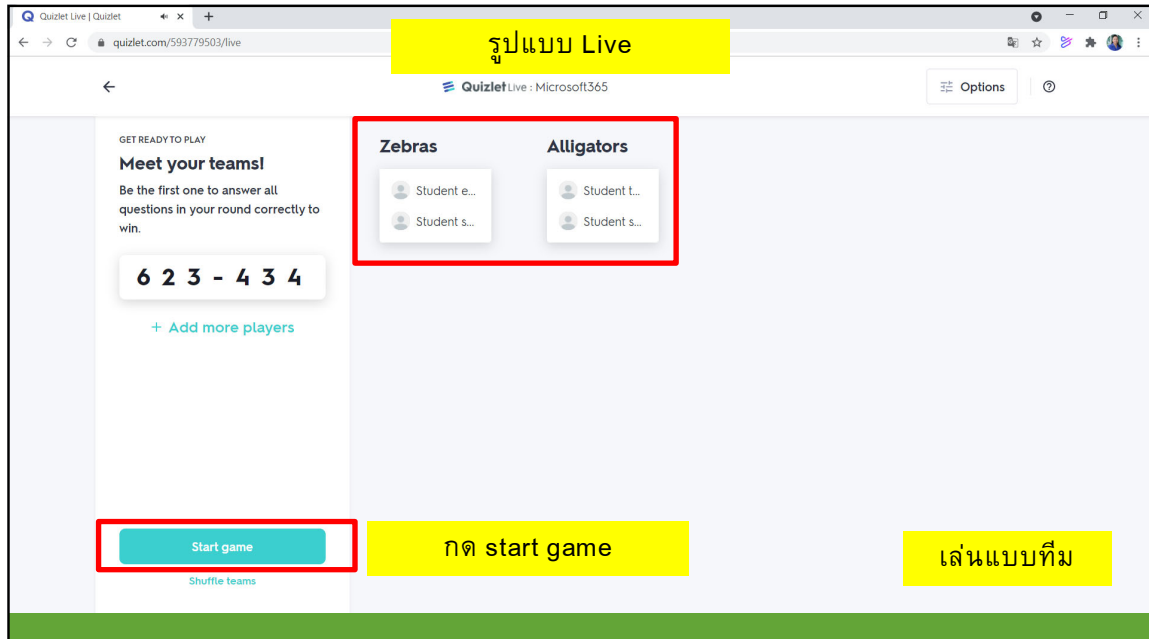 Quizlet Live | Quizlet
quizlet.com/593779503/live
รูปแบบ Live
Quizlet Live : Microsoft365
Options
GET READY TO PLAY
Meet your teams!
Be the first one to answer all
questions in your round correctly to
win.
623-434
+ Add more players
Zebras
Student e...
Student s...
Alligators
Student t...
Student s...
Start game
Shuffle teams
กด start game
เล่นแบบทีม